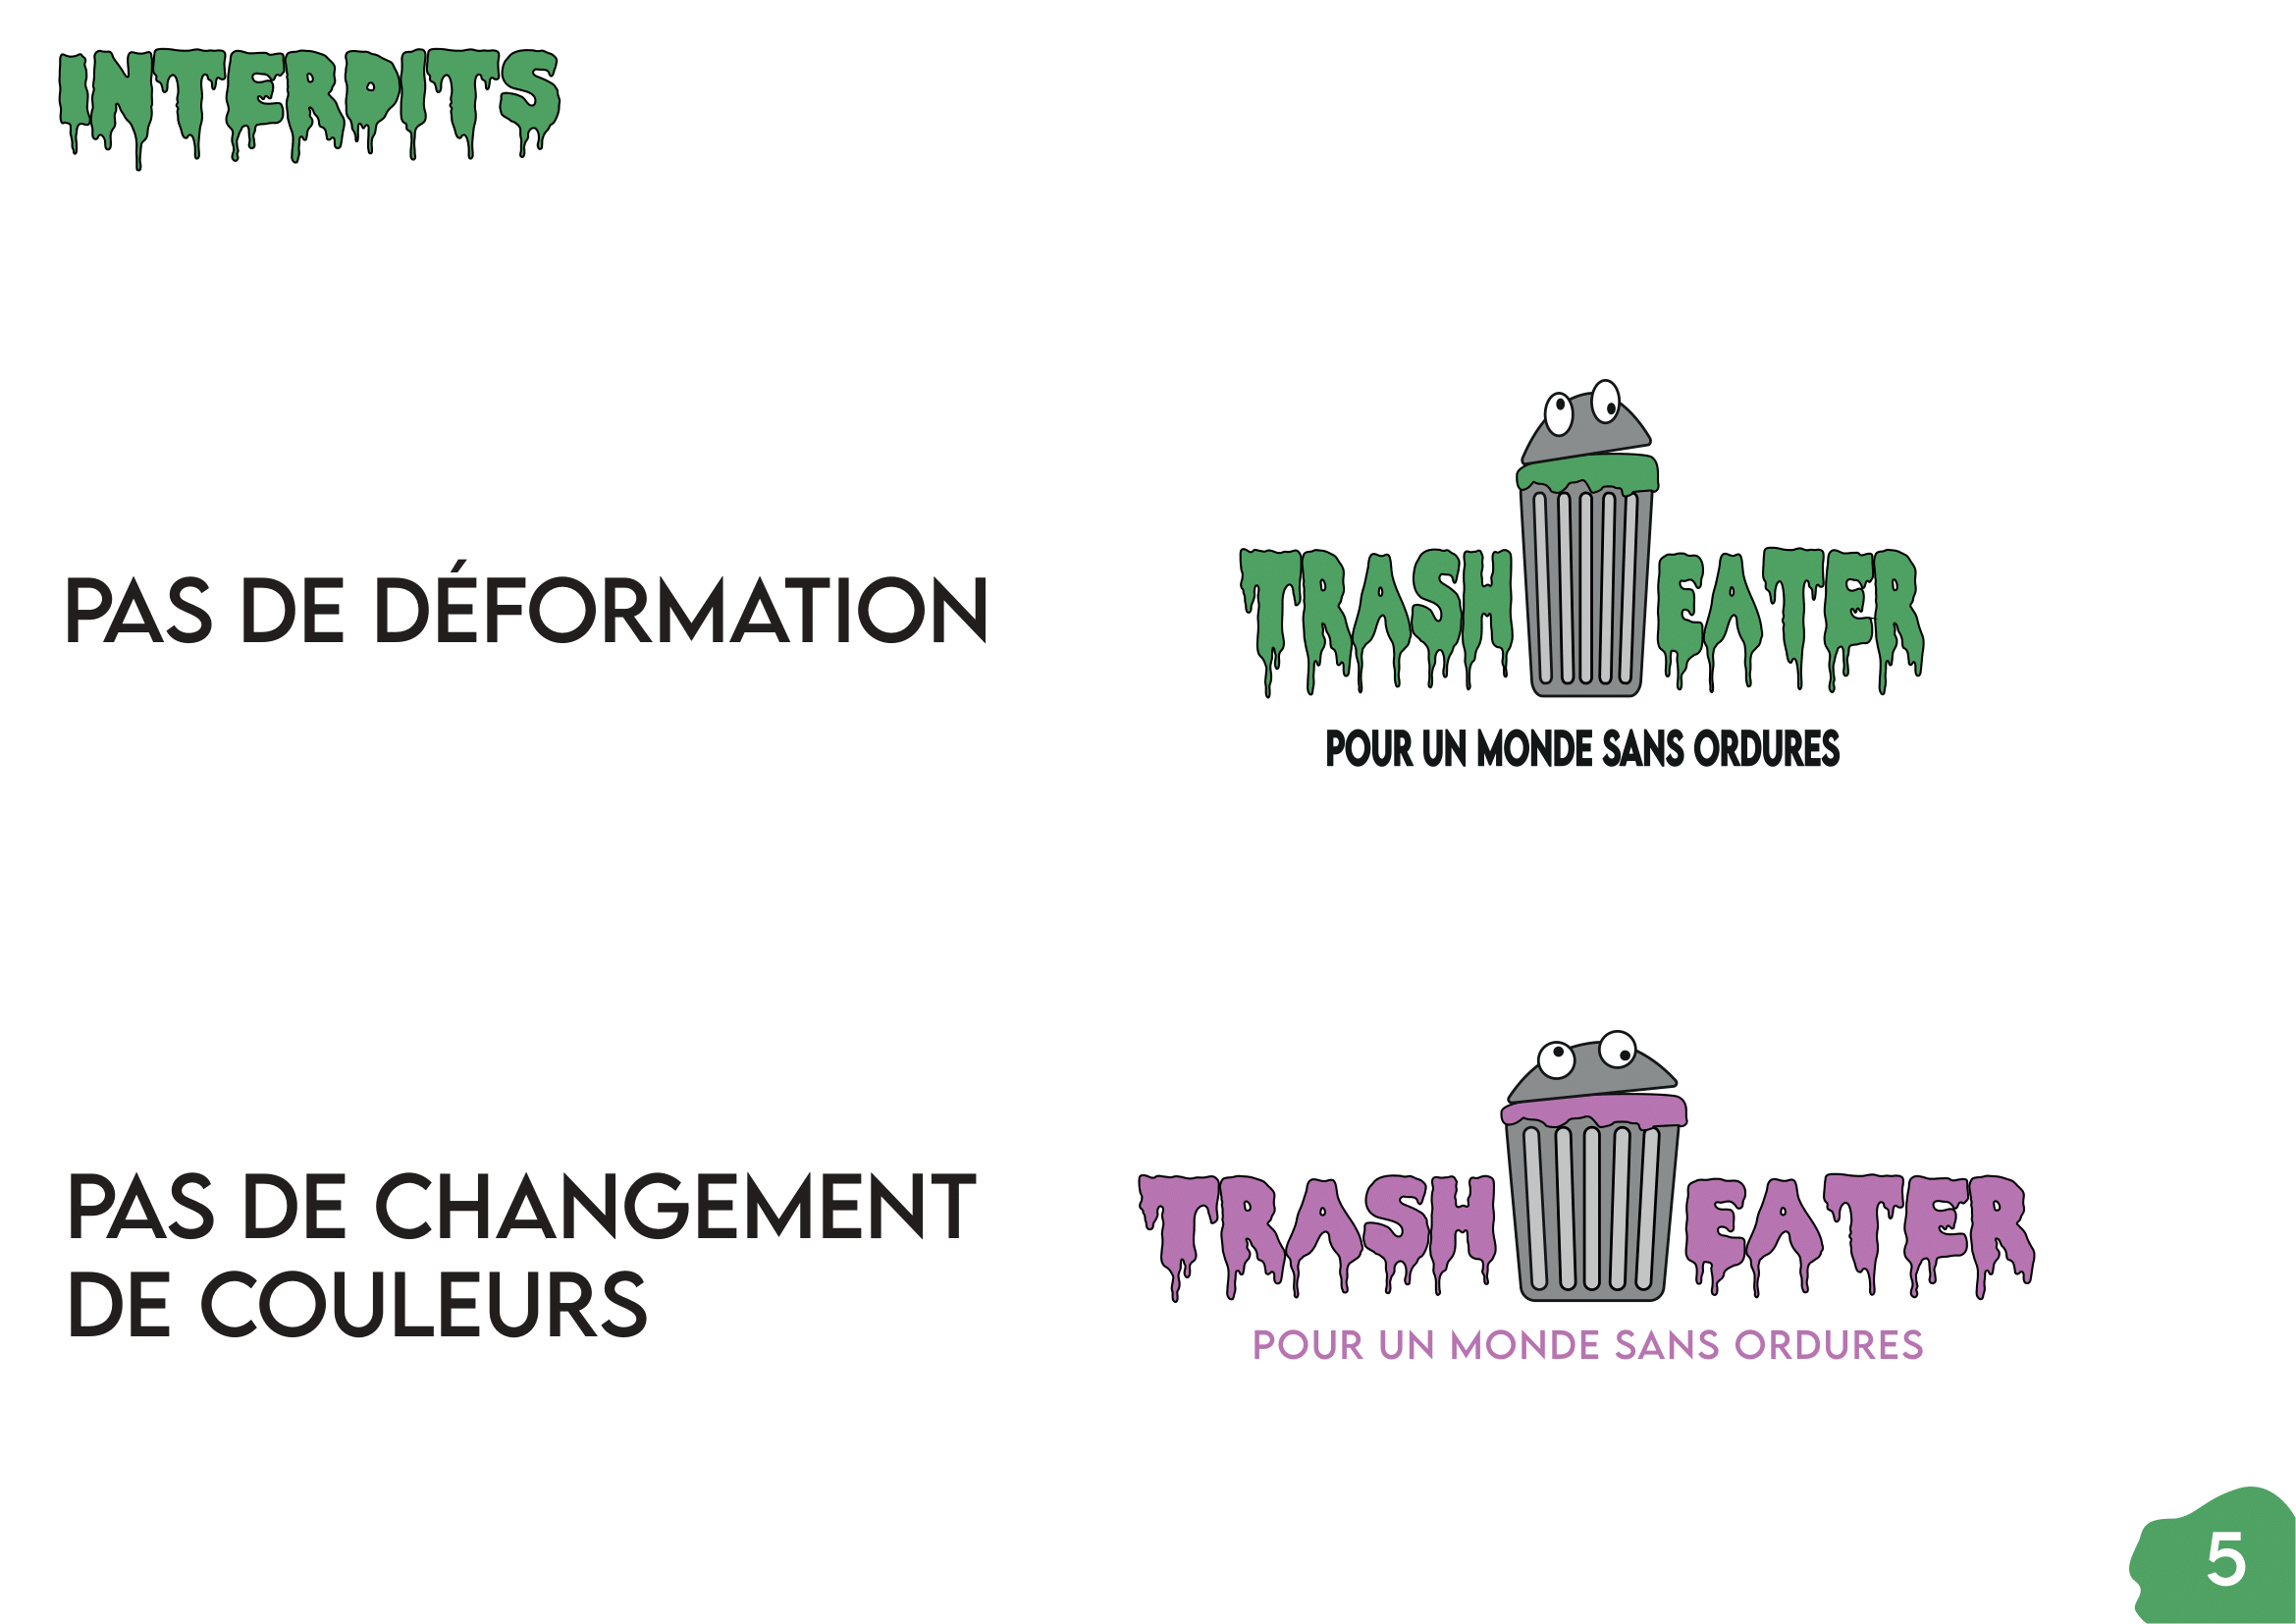 INTERDITS
PAS DE DÉFORMATION
TRASH EATER
POUR UN MONDE SANS ORDURES
PAS DE CHANGEMENT
DE COULEURS
TRASH EATER
POUR UN MONDE SANS ORDURES
5